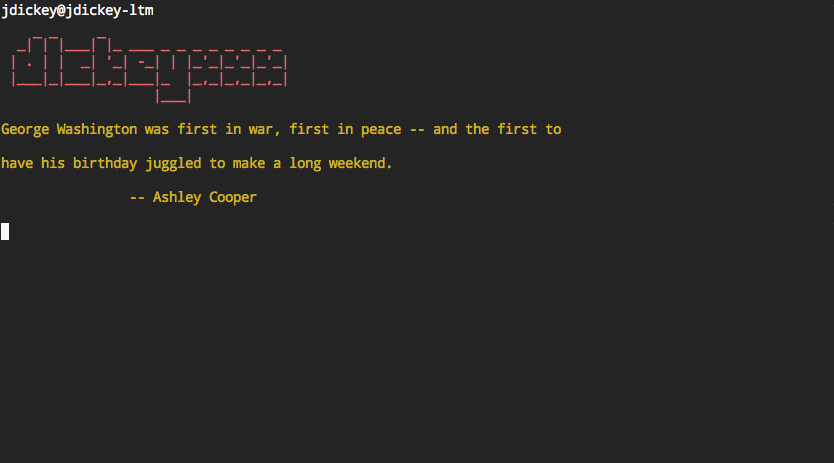 jdickey@jdickey-ltm
dickeyxxx
George Washington was first in war, first in peace -- and the first to
have his birthday juggled to make a long weekend.
-- Ashley Cooper